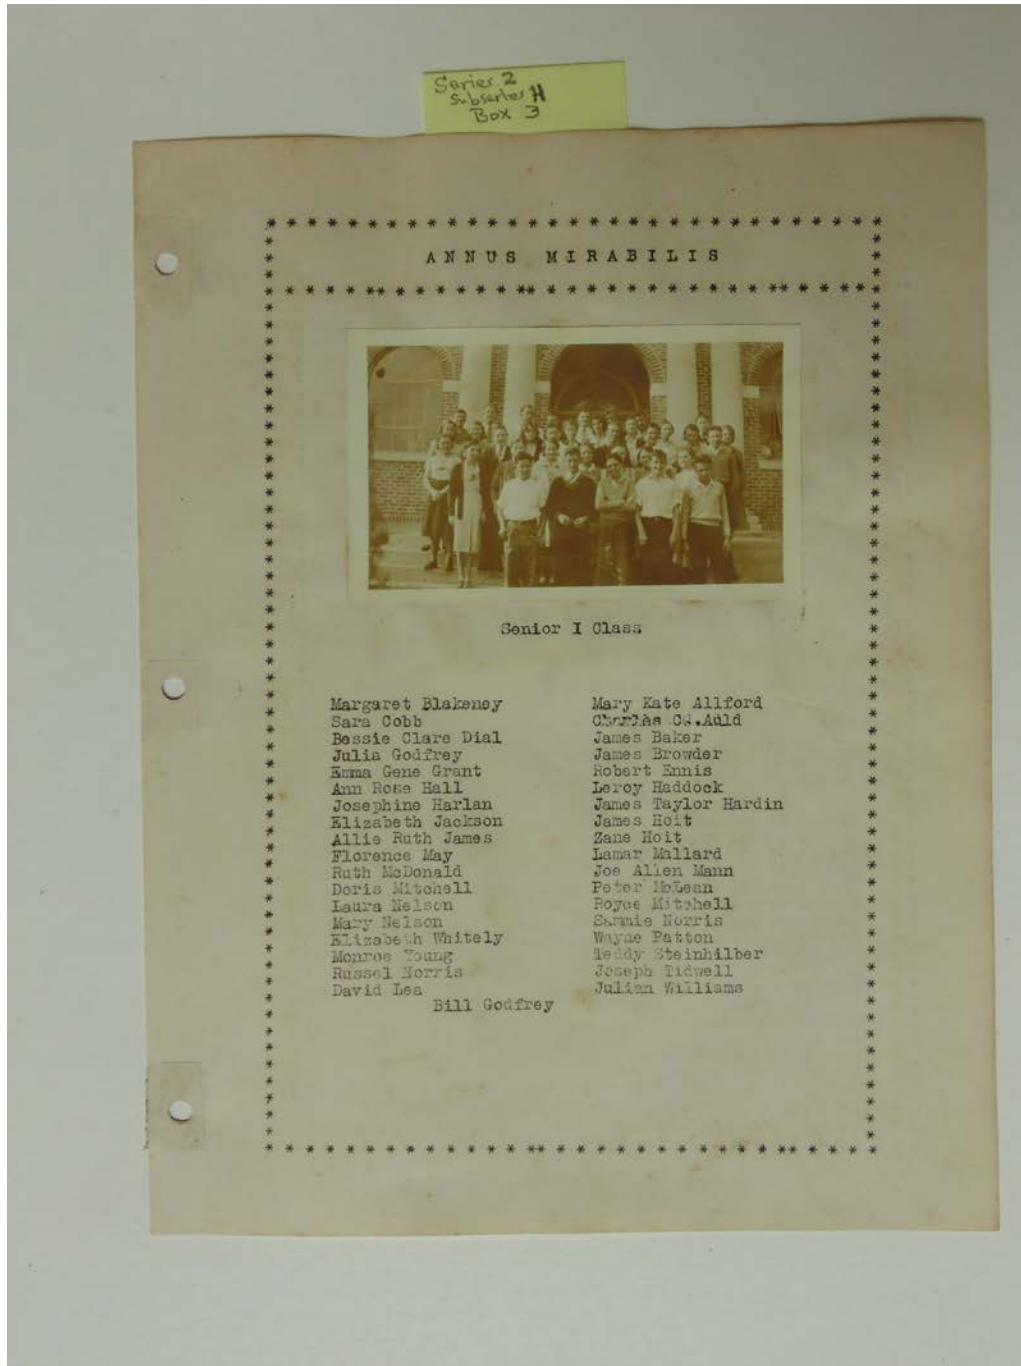 Series 2
Subseries H
Box 3
* * * * * * * * * * * * * * * * * * * * * * * * * * * * * * *
ANNUS MIRABILIS
* * * * ** * * * * * * ** * * * * * * * * * * * ** * * * *
Senior I Class
Margaret Blakeney
Sara Cobb
Bessie Clare Dial
Julia Godfrey
Emma Gene Grant
Ann Rose Hall
Josephine Harlan
Elizabeth Jackson
Allie Ruth James
Florence May
Ruth McDonald
Doris Mitchell
Laura Nelson
Mary Nelson
Elizabeth Whitely
Monroe Young
Russel Norris
David Lea
Bill Godfrey
Mary Kate Allford
Charles Auld
James Baker
James Browder
Robert Ennis
Leroy Haddock
James Taylor Hardin
James Hoit
Zane Hoit
Lamar Mallard
Joe Allen Mann
Peter McLean
Royce Mitchell
Sammie Norris
Wayne Patton
Teddy Steinhilber
Joseph Tidwell
Julian Williams
* * * * * * * * * * * * * ** * * * * * * * * * * * ** * * * *